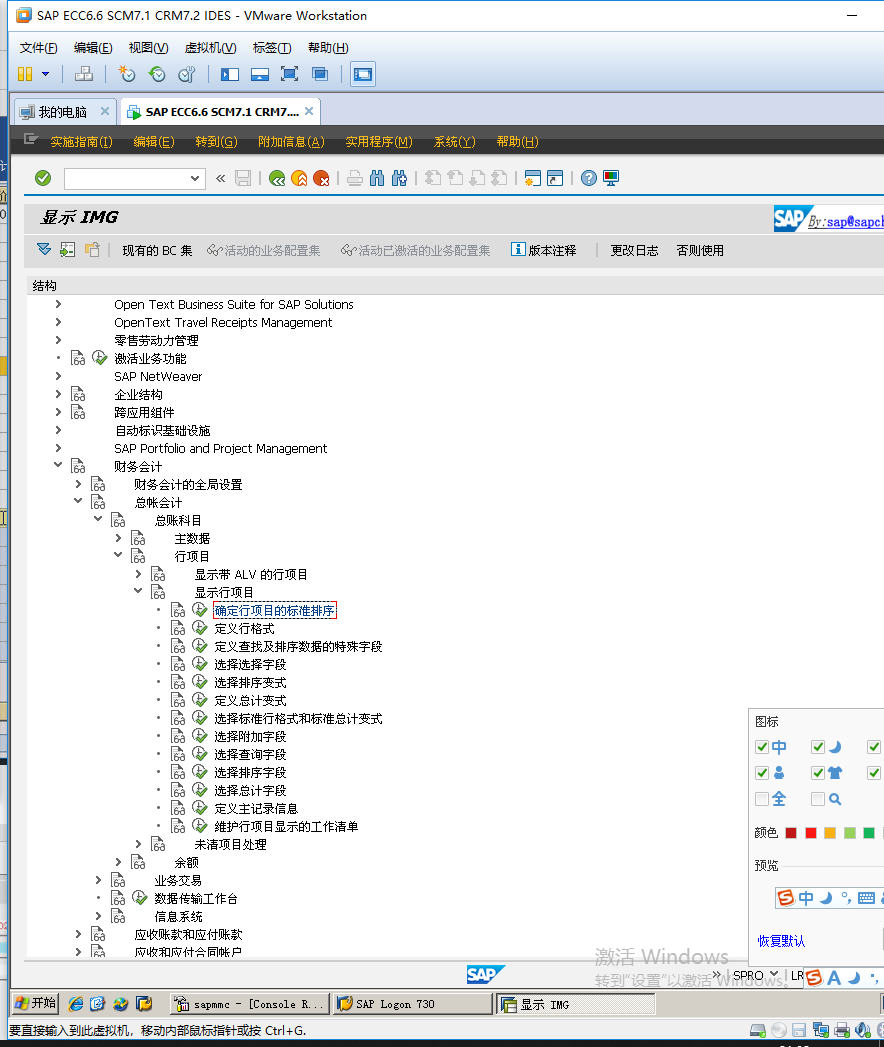 SAP ECC6.6 SCM7.1 CRM7.2 IDES - VMware Workstation
文件(F) 编辑(E) 视图(V) 虚拟机(V) 标签(T) 帮助(H)
我的电脑 SAP ECC6.6 SCM7.1 CRM7....
实施指南(I) 编辑(E) 转到(G) 附加信息(A) 实用程序(M) 系统(Y) 帮助(H)
显示 IMG
SAP By:sap@sapch
现有的 BC 集 活动的业务配置集 活动已激活的业务配置集 版本注释 更改日志 否则使用
结构
Open Text Business Suite for SAP Solutions
OpenText Travel Receipts Management
零售劳动力管理
激活业务功能
SAP NetWeaver
企业结构
跨应用组件
自动标识基础设施
SAP Portfolio and Project Management
财务会计
财务会计的全局设置
总帐会计
总账科目
主数据
行项目
显示带 ALV 的行项目
显示行项目
确定行项目的标准排序
定义行格式
定义查找及排序数据的特殊字段
选择选择字段
选择排序变式
定义总计变式
选择标准行格式和标准总计变式
选择附加字段
选择查询字段
选择排序字段
选择总计字段
定义主记录信息
维护行项目显示的工作清单
未清项目处理
余额
业务交易
数据传输工作台
信息系统
应收账款和应付账款
应收和应付合同帐户
图标
中
全
颜色
预览
中
恢复默认
激活 Windows
转到"设置"以激活 Windows。
SAP
SPRO
开始 sapmmc - [Console R... SAP Logon 730 显示 IMG
要直接输入到此虚拟机，移动内部鼠标指针或按 Ctrl+G.